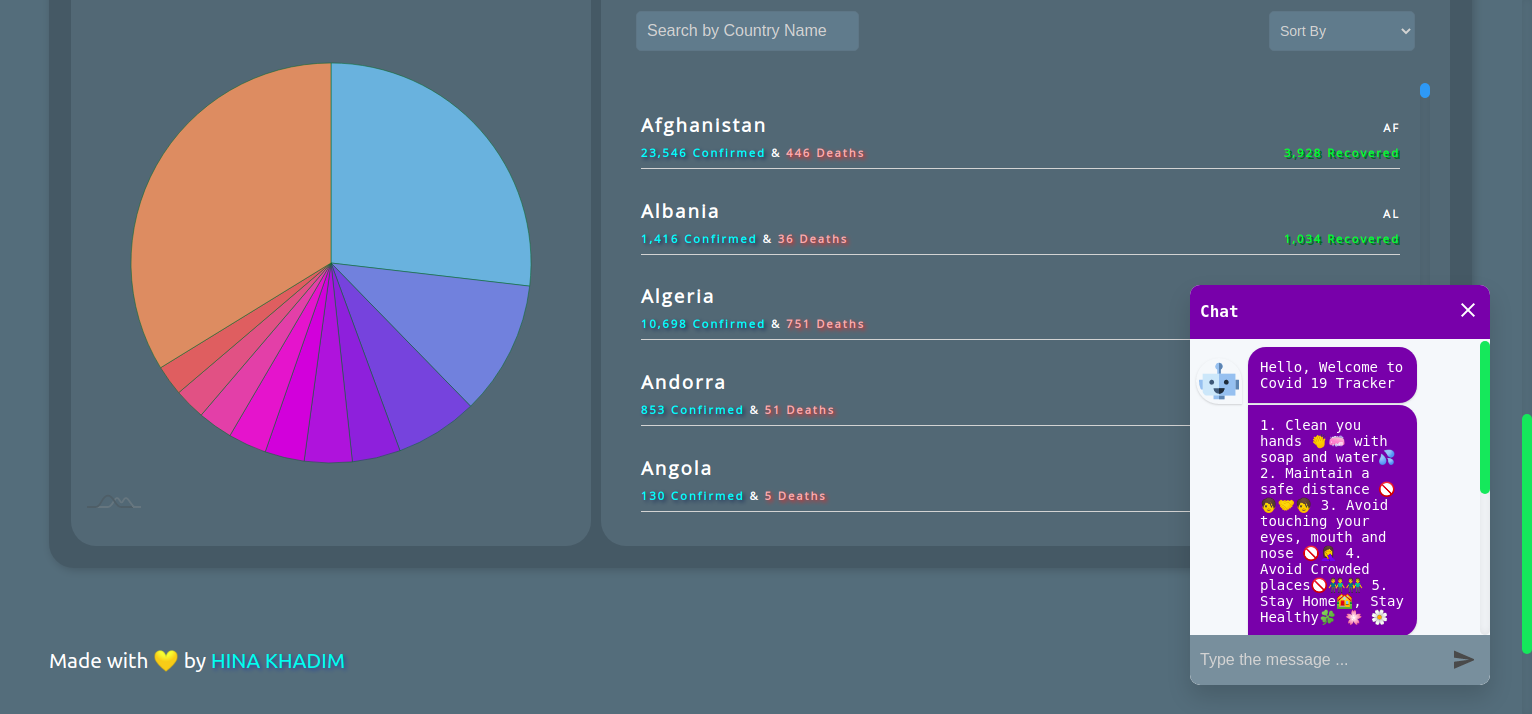 Search by Country Name
Sort By
Afghanistan
AF
23,546 Confirmed & 446 Deaths
3,928 Recovered
Albania
AL
1,416 Confirmed & 36 Deaths
1,034 Recovered
Algeria
10,698 Confirmed & 751 Deaths
Andorra
853 Confirmed & 51 Deaths
Angola
130 Confirmed & 5 Deaths
Chat
Hello, Welcome to
Covid 19 Tracker
1. Clean you
hands 👏🧠 with
soap and water💦
2. Maintain a
safe distance 🚫
👨🤝👨 3. Avoid
touching your
eyes, mouth and
nose 🚫🤦 4.
Avoid Crowded
places🚫👬👬 5.
Stay Home🏠, Stay
Healthy🍀 🌸 🌼
Type the message ...
Made with 💛 by HINA KHADIM